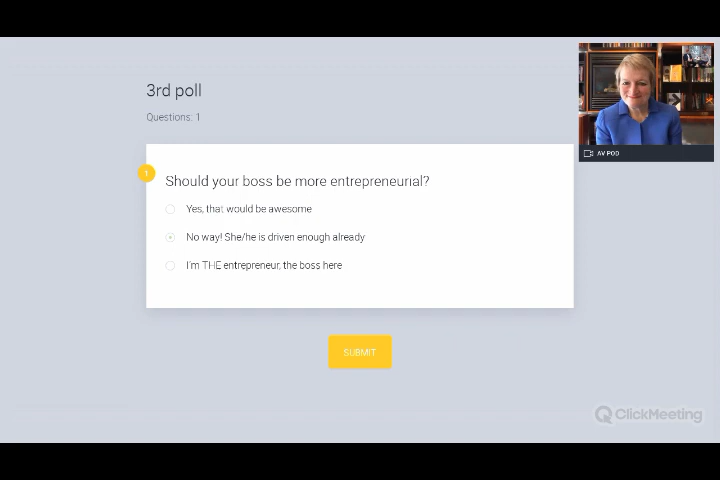 3rd poll
Questions: 1
AV POD
1
Should your boss be more entrepreneurial?
Yes, that would be awesome
No way! She/he is driven enough already
I'm THE entrepreneur, the boss here
SUBMIT
ClickMeeting